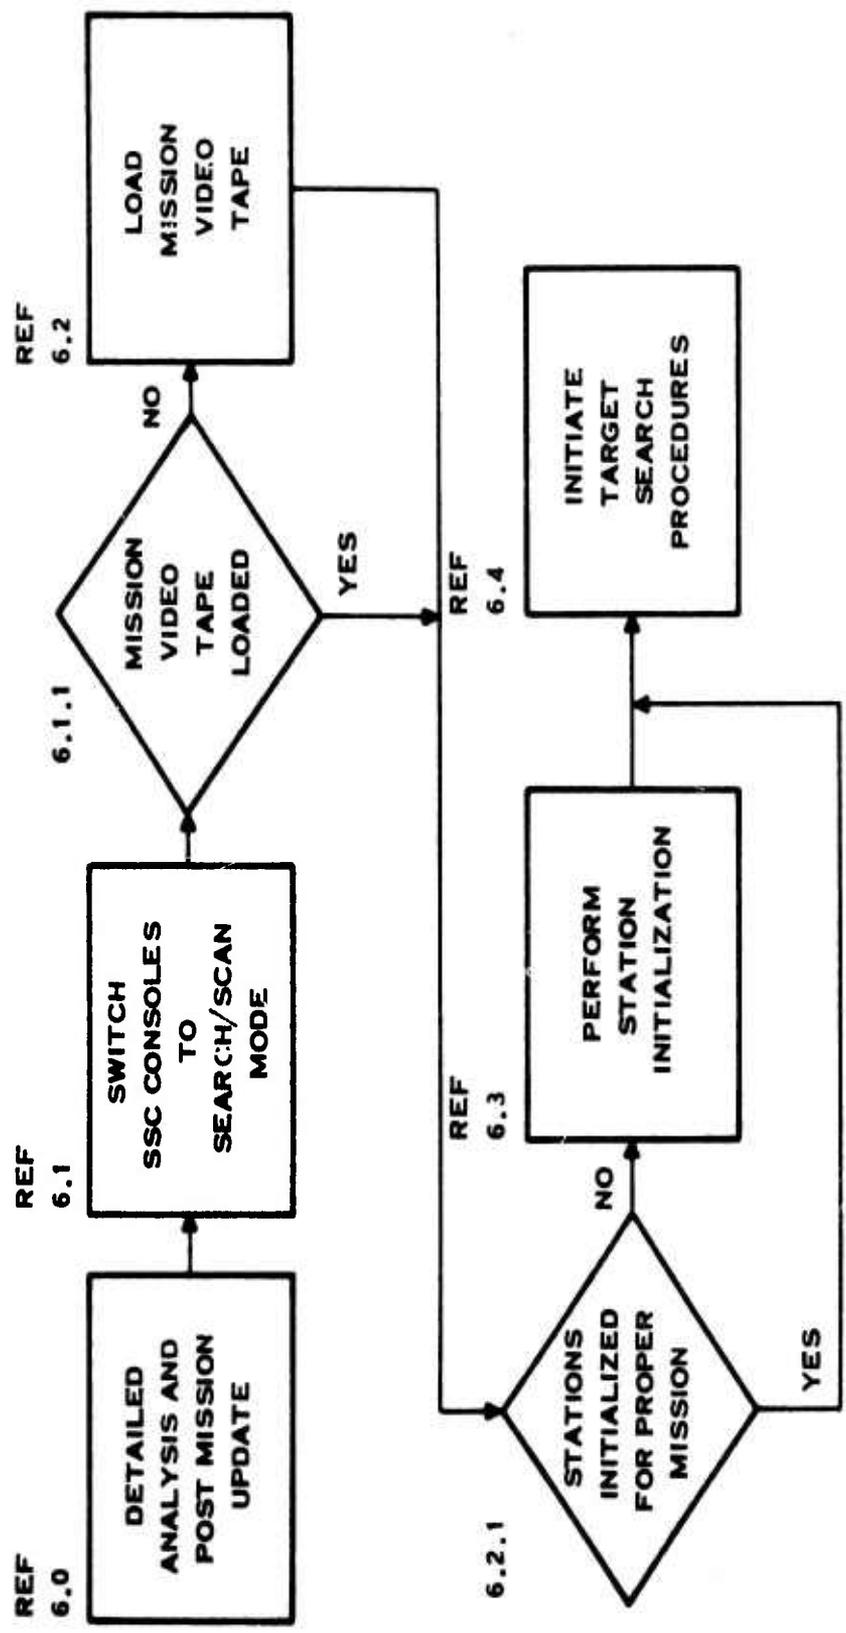 REF
6.0
DETAILED
ANALYSIS AND
POST MISSION
UPDATE
REF
6.1
SWITCH
SSC CONSOLES
TO
SEARCH/SCAN
MODE
6.1.1
MISSION
VIDEO
TAPE
LOADED
NO
YES
REF
6.2
LOAD
MISSION
VIDEO
TAPE
6.2.1
STATIONS
INITIALIZED
FOR PROPER
MISSION
NO
YES
REF
6.3
PERFORM
STATION
INITIALIZATION
REF
6.4
INITIATE
TARGET
SEARCH
PROCEDURES